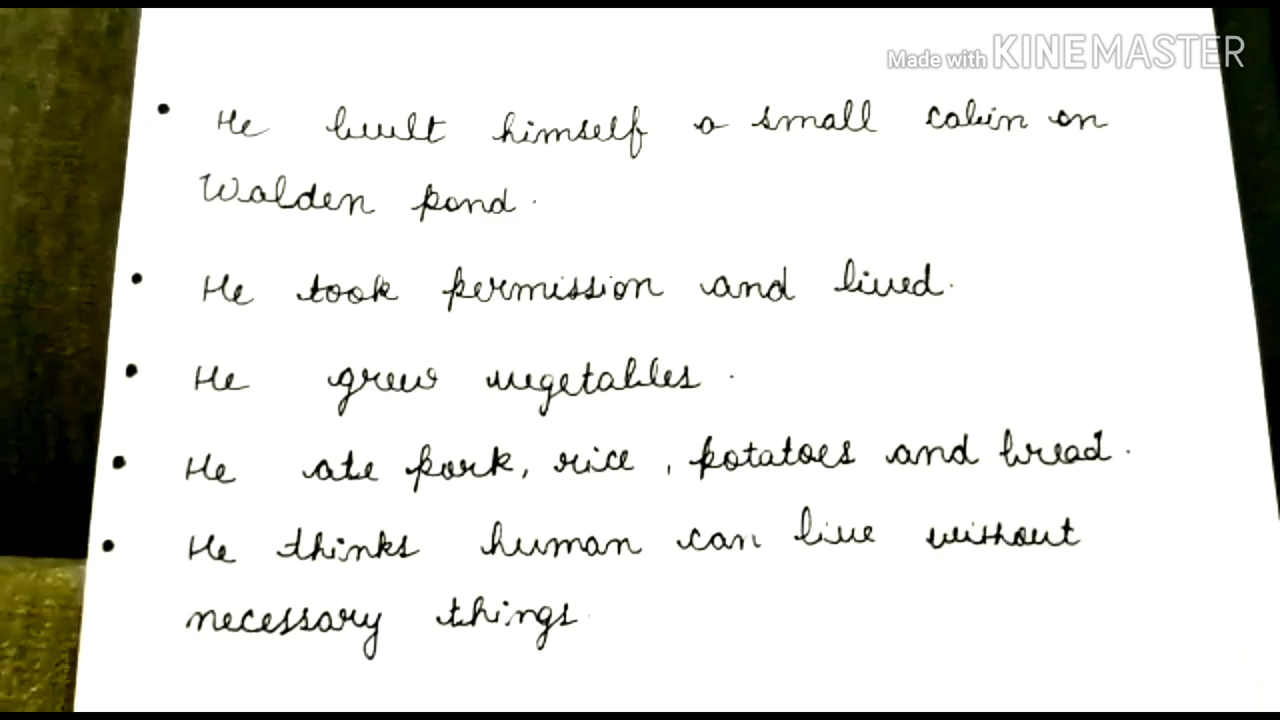 Made with KINEMASTER
• He built himself a small cabin on
Walden pond.
• He took permission and lived.
• He grew vegetables.
• He ate pork, rice, potatoes and bread.
• He thinks human can live without
necessary things.